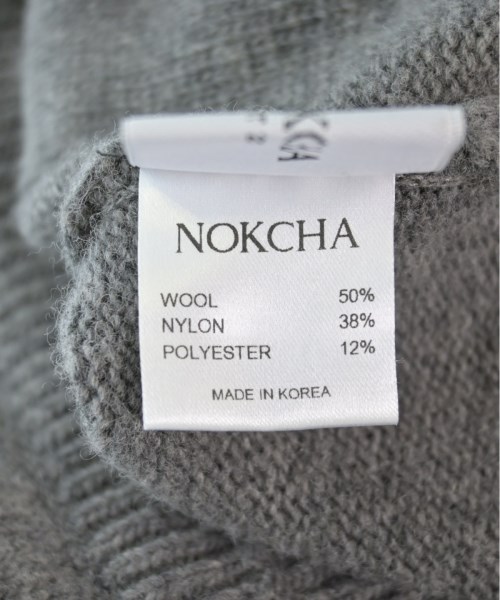 NOKCHA
WOOL 50%
NYLON 38%
POLYESTER 12%
MADE IN KOREA